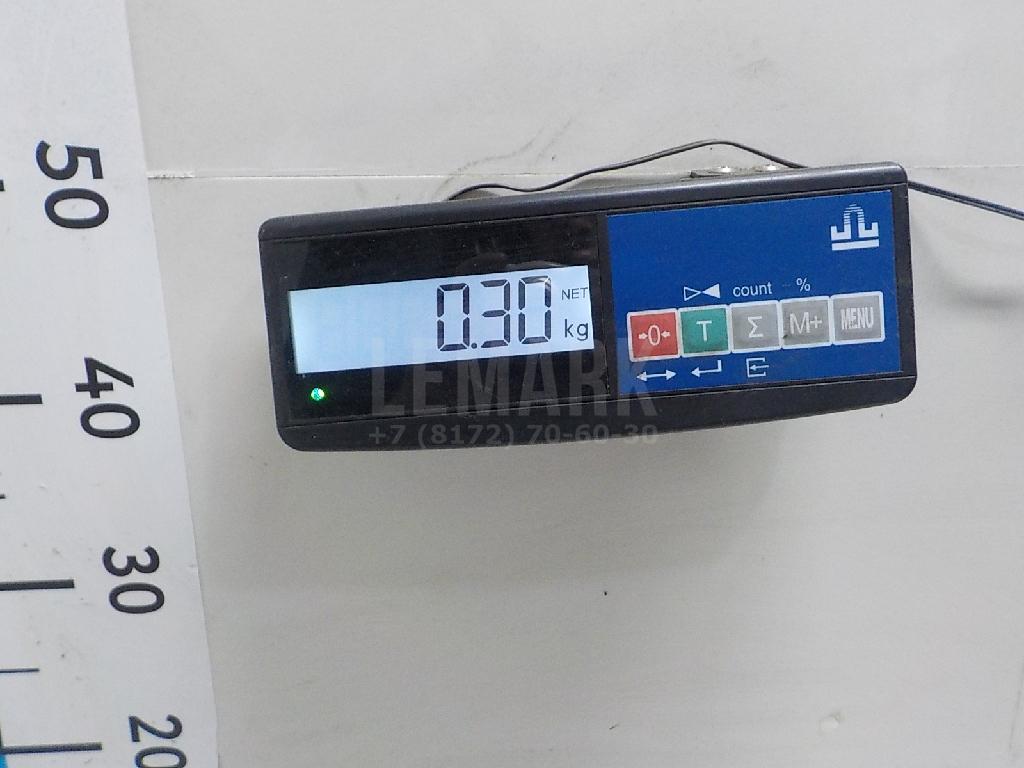 50
40
30
20
0.30
NET
kg
count %
→0←
T
Σ
M+
MENU
LEMARK
+7 (8172) 70-60-30